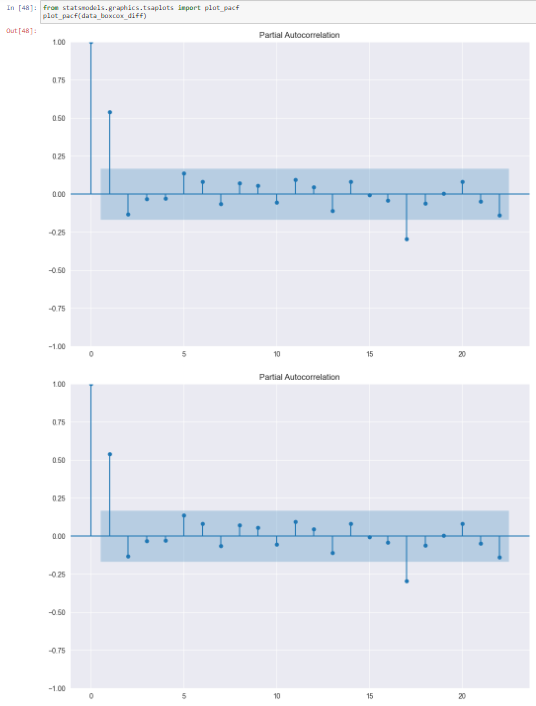 In [48]: from statsmodels.graphics.tsaplots import plot_pacf
plot_pacf(data_boxcox_diff)
Out[48]:
Partial Autocorrelation
1.00
0.75
0.50
0.25
0.00
−0.25
−0.50
−0.75
−1.00
0 5 10 15 20
Partial Autocorrelation
1.00
0.75
0.50
0.25
0.00
−0.25
−0.50
−0.75
−1.00
0 5 10 15 20